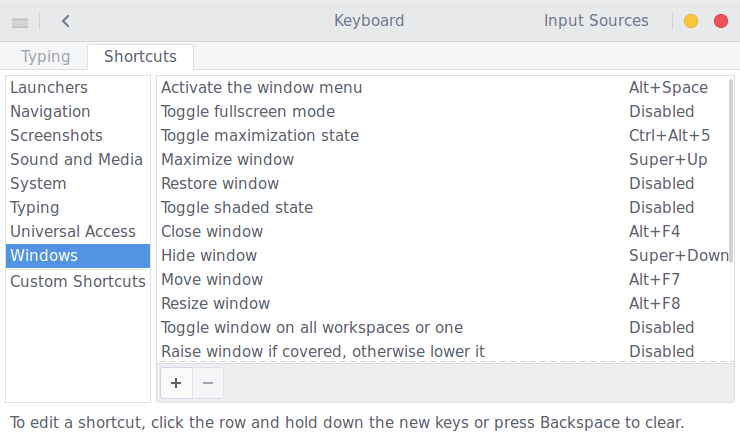 Keyboard Input Sources
Typing Shortcuts
Launchers
Navigation
Screenshots
Sound and Media
System
Typing
Universal Access
Windows
Custom Shortcuts
Activate the window menu Alt+Space
Toggle fullscreen mode Disabled
Toggle maximization state Ctrl+Alt+5
Maximize window Super+Up
Restore window Disabled
Toggle shaded state Disabled
Close window Alt+F4
Hide window Super+Down
Move window Alt+F7
Resize window Alt+F8
Toggle window on all workspaces or one Disabled
Raise window if covered, otherwise lower it Disabled
+ −
To edit a shortcut, click the row and hold down the new keys or press Backspace to clear.